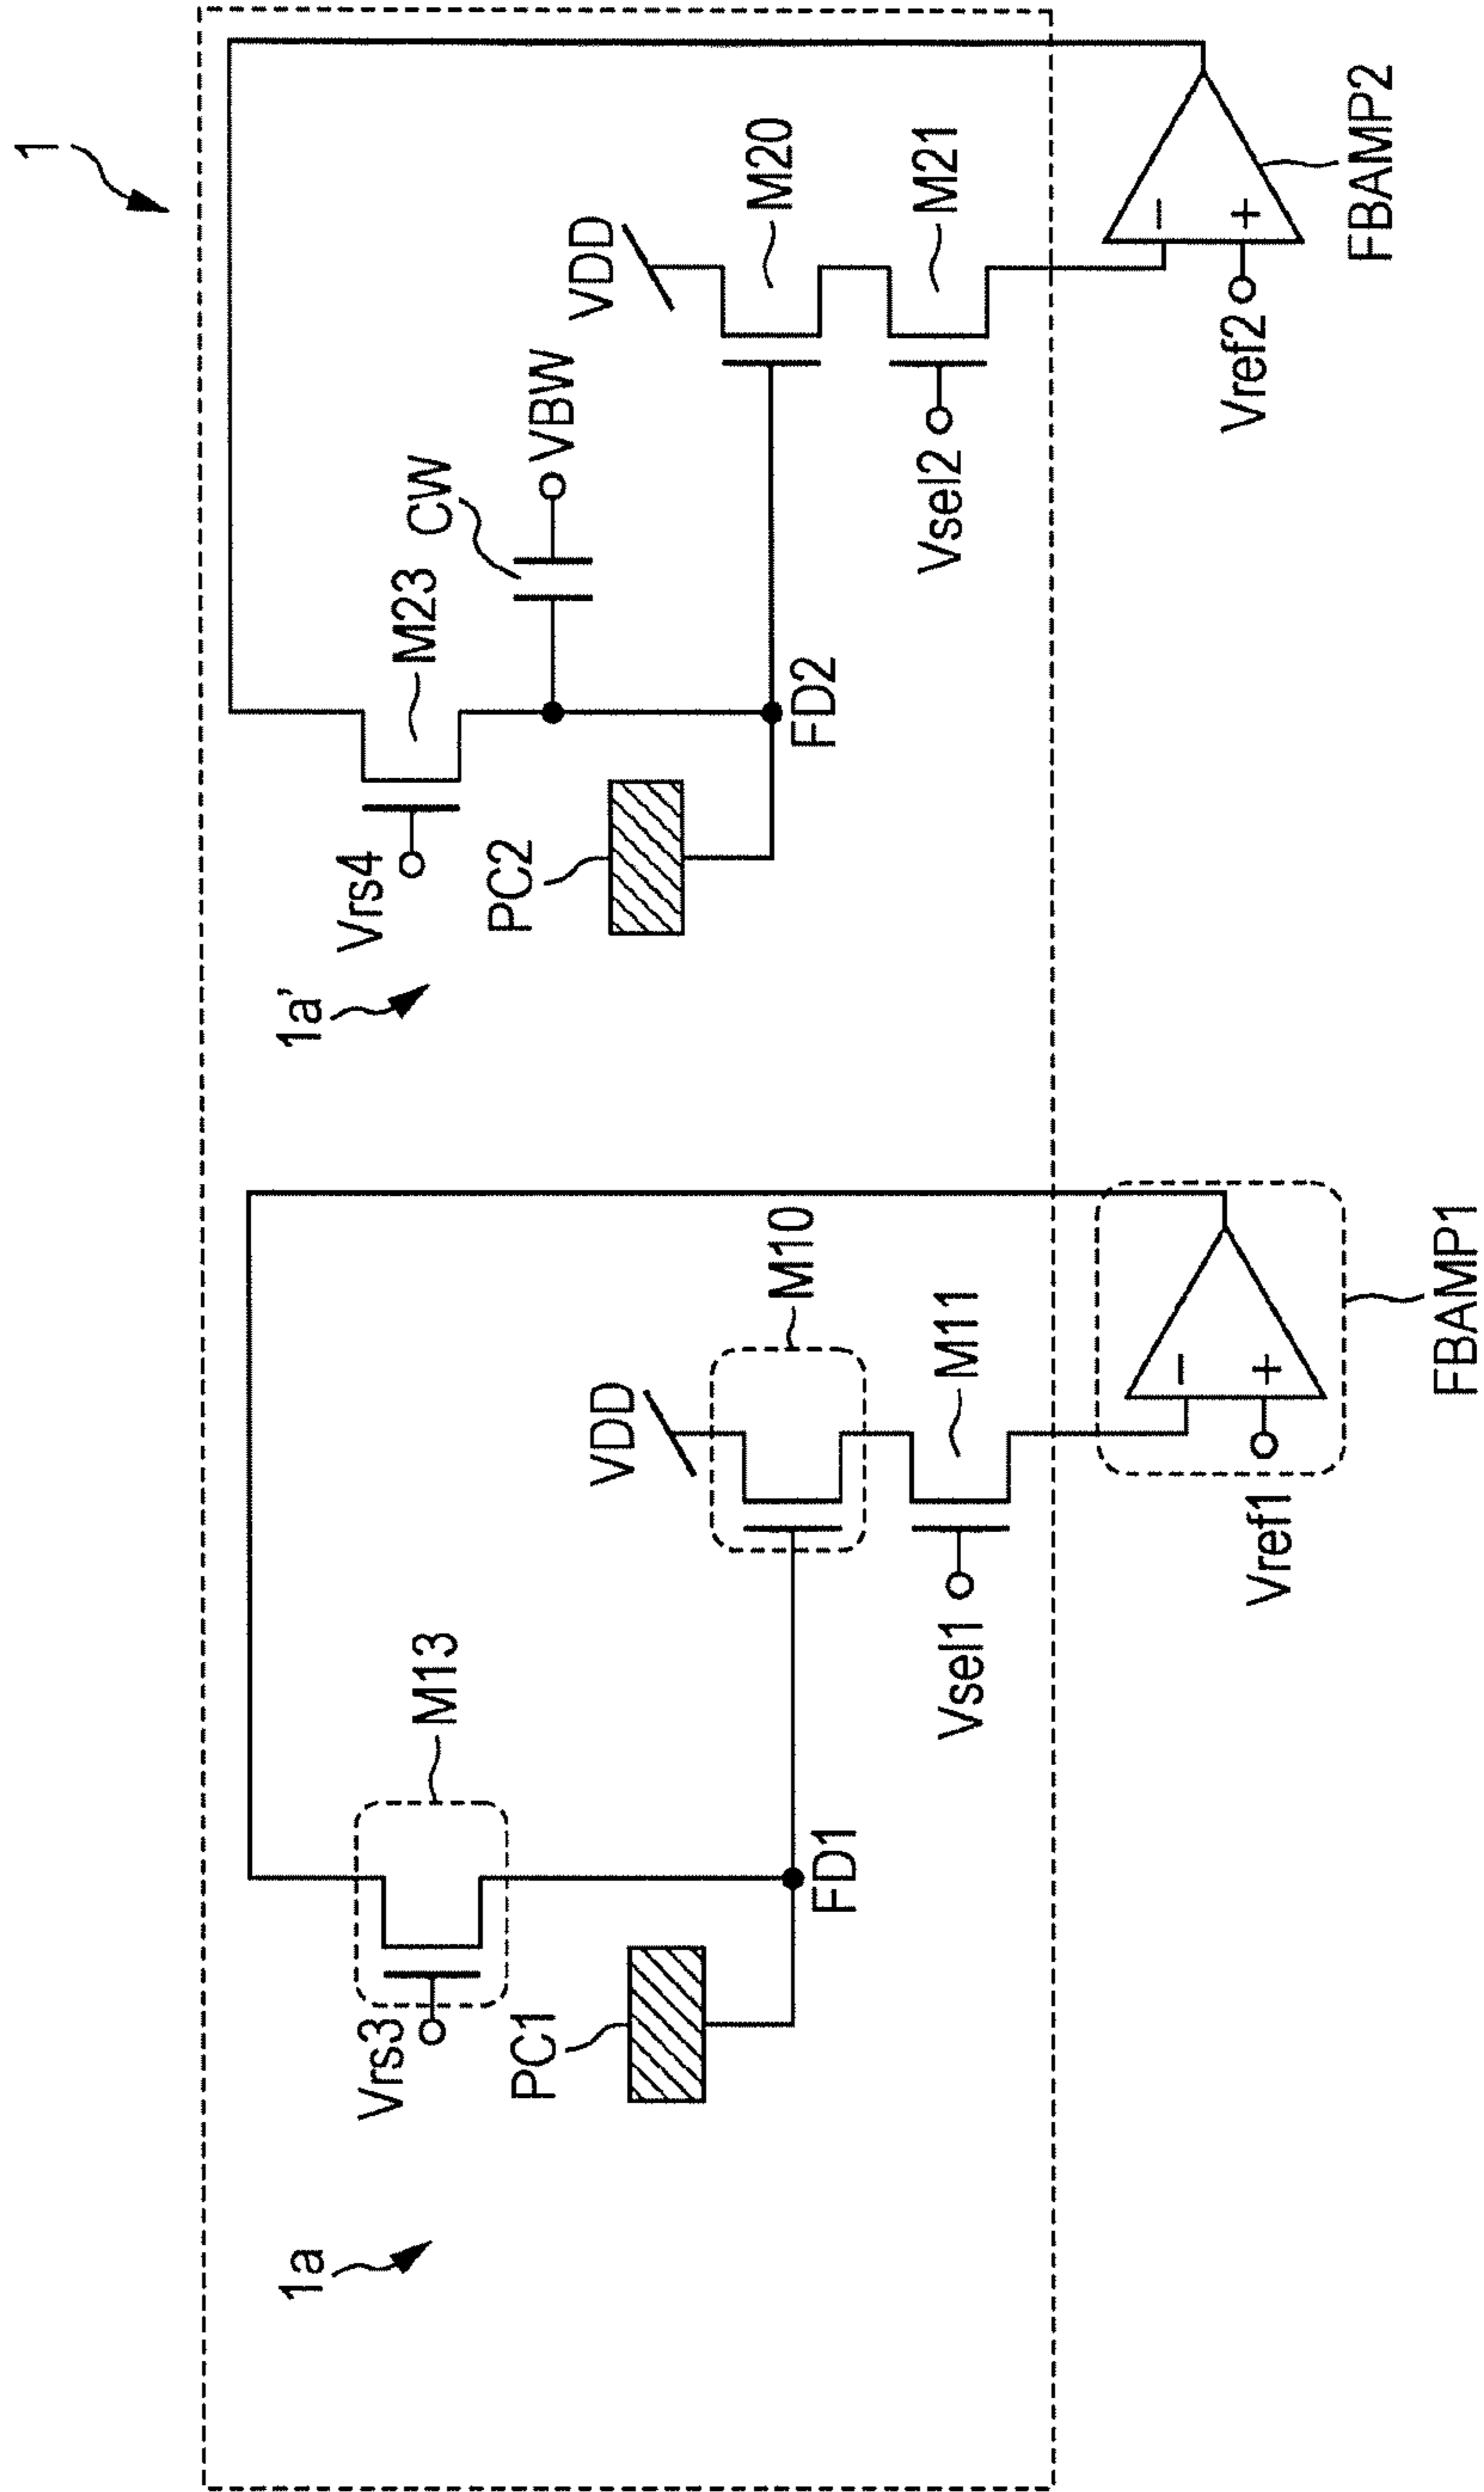 1
1a
Vrs3
M13
PC1
FD1
VDD
M10
Vsel1
M11
Vref1
−
+
FBAMP1
1a'
Vrs4
M23
CW
VBW
PC2
FD2
VDD
M20
Vsel2
M21
Vref2
−
+
FBAMP2